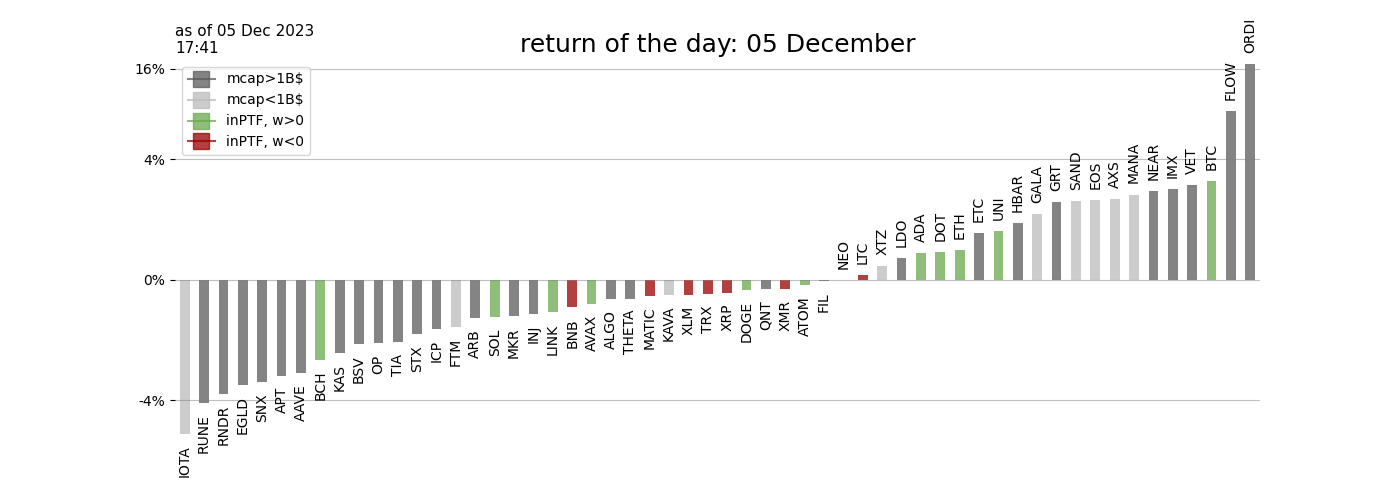 as of 05 Dec 2023
17:41
return of the day: 05 December
16%
4%
0%
-4%
mcap>1B$
mcap<1B$
inPTF, w>0
inPTF, w<0
IOTA
RUNE
RNDR
EGLD
SNX
APT
AAVE
BCH
KAS
BSV
OP
TIA
STX
ICP
FTM
ARB
SOL
MKR
INJ
LINK
BNB
AVAX
ALGO
THETA
MATIC
KAVA
XLM
TRX
XRP
DOGE
QNT
XMR
ATOM
FIL
NEO
LTC
XTZ
LDO
ADA
DOT
ETH
ETC
UNI
HBAR
GALA
GRT
SAND
EOS
AXS
MANA
NEAR
IMX
VET
BTC
FLOW
ORDI